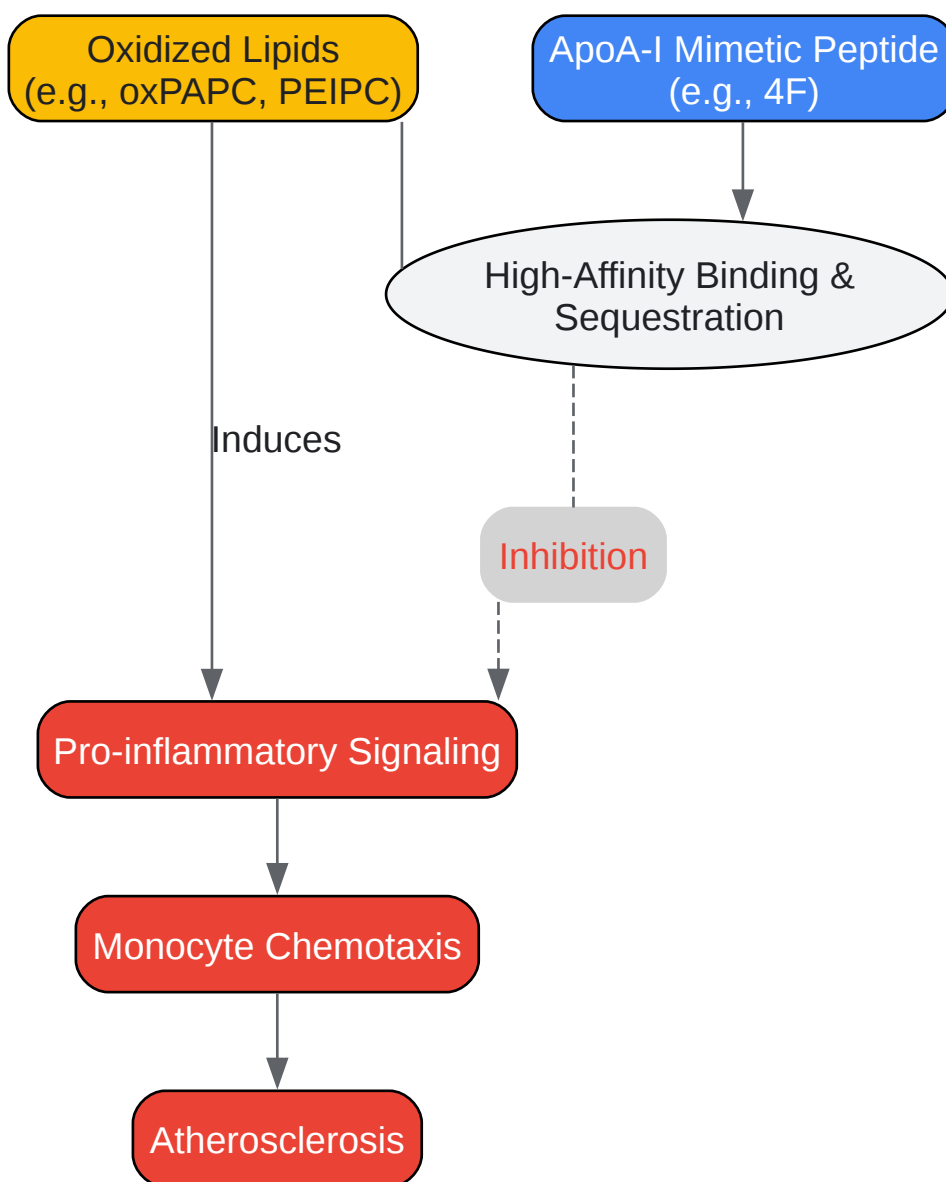 Oxidized Lipids
(e.g., oxPAPC, PEIPC)
ApoA-I Mimetic Peptide
(e.g., 4F)
High-Affinity Binding &
Sequestration
Induces
Inhibition
Pro-inflammatory Signaling
Monocyte Chemotaxis
Atherosclerosis